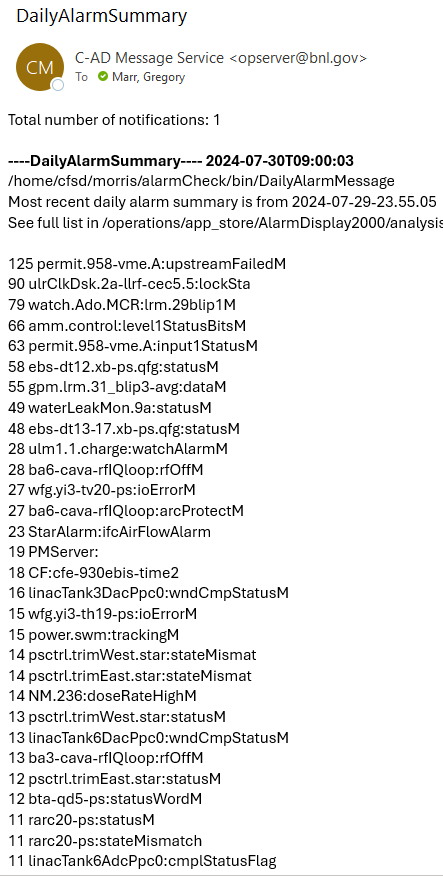 DailyAlarmSummary
CM
C-AD Message Service <opserver@bnl.gov>
To Marr, Gregory
Total number of notifications: 1
----DailyAlarmSummary---- 2024-07-30T09:00:03
/home/cfsd/morris/alarmCheck/bin/DailyAlarmMessage
Most recent daily alarm summary is from 2024-07-29-23.55.05
See full list in /operations/app_store/AlarmDisplay2000/analysis
125 permit.958-vme.A:upstreamFailedM
90 ulrClkDsk.2a-llrf-cec5.5:lockSta
79 watch.Ado.MCR:lrm.29blip1M
66 amm.control:level1StatusBitsM
63 permit.958-vme.A:input1StatusM
58 ebs-dt12.xb-ps.qfg:statusM
55 gpm.lrm.31_blip3-avg:dataM
49 waterLeakMon.9a:statusM
48 ebs-dt13-17.xb-ps.qfg:statusM
28 ulm1.1.charge:watchAlarmM
28 ba6-cava-rfIQloop:rfOffM
27 wfg.yi3-tv20-ps:ioErrorM
27 ba6-cava-rfIQloop:arcProtectM
23 StarAlarm:ifcAirFlowAlarm
19 PMServer:
18 CF:cfe-930ebis-time2
16 linacTank3DacPpc0:wndCmpStatusM
15 wfg.yi3-th19-ps:ioErrorM
15 power.swm:trackingM
14 psctrl.trimWest.star:stateMismat
14 psctrl.trimEast.star:stateMismat
14 NM.236:doseRateHighM
13 psctrl.trimWest.star:statusM
13 linacTank6DacPpc0:wndCmpStatusM
13 ba3-cava-rfIQloop:rfOffM
12 psctrl.trimEast.star:statusM
12 bta-qd5-ps:statusWordM
11 rarc20-ps:statusM
11 rarc20-ps:stateMismatch
11 linacTank6AdcPpc0:cmplStatusFlag